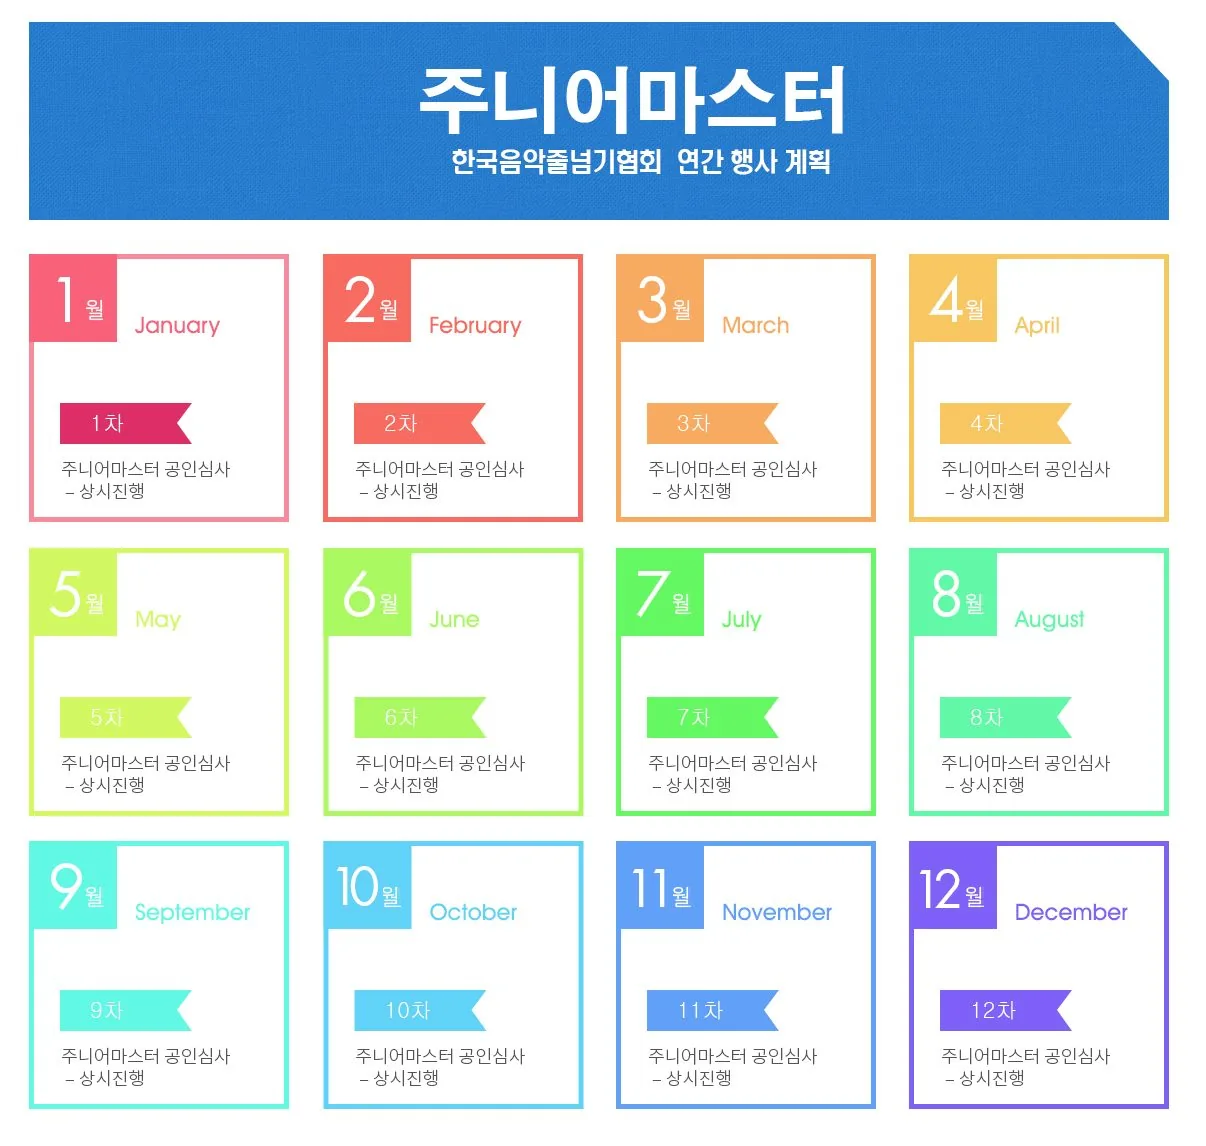 주니어마스터
한국음악줄넘기협회 연간 행사 계획
1월 January
1차
주니어마스터 공인심사
– 상시진행
2월 February
2차
주니어마스터 공인심사
– 상시진행
3월 March
3차
주니어마스터 공인심사
– 상시진행
4월 April
4차
주니어마스터 공인심사
– 상시진행
5월 May
5차
주니어마스터 공인심사
– 상시진행
6월 June
6차
주니어마스터 공인심사
– 상시진행
7월 July
7차
주니어마스터 공인심사
– 상시진행
8월 August
8차
주니어마스터 공인심사
– 상시진행
9월 September
9차
주니어마스터 공인심사
– 상시진행
10월 October
10차
주니어마스터 공인심사
– 상시진행
11월 November
11차
주니어마스터 공인심사
– 상시진행
12월 December
12차
주니어마스터 공인심사
– 상시진행